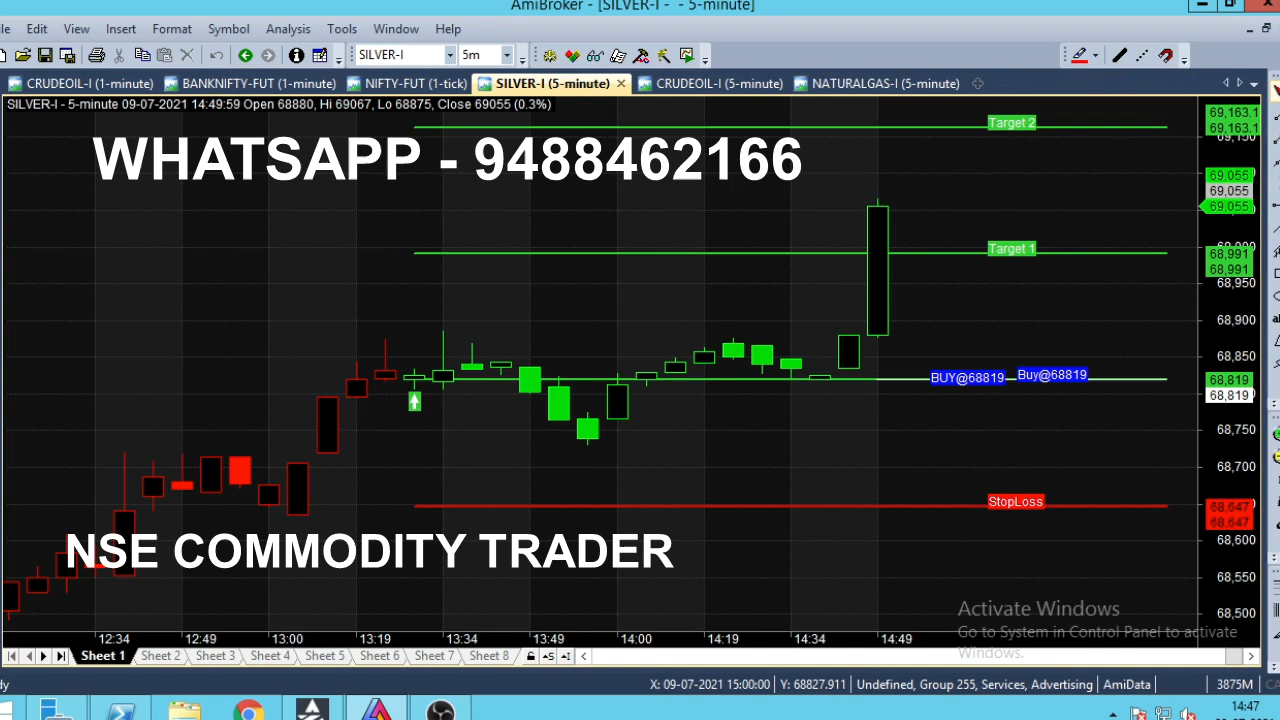 AmiBroker - [SILVER-I - - 5-minute]
Edit View Insert Format Symbol Analysis Tools Window Help
SILVER-I 5m
CRUDEOIL-I (1-minute) BANKNIFTY-FUT (1-minute) NIFTY-FUT (1-tick) SILVER-I (5-minute) CRUDEOIL-I (5-minute) NATURALGAS-I (5-minute)
SILVER-I - 5-minute 09-07-2021 14:49:59 Open 68880, Hi 69067, Lo 68875, Close 69055 (0.3%)
69,163.1
Target 2
69,163.1
WHATSAPP - 9488462166
69,055
69,055
69,055
Target 1
68,991
68,991
68,950
68,900
68,850
BUY@68819 Buy@68819
68,819
68,819
68,750
68,700
StopLoss
68,647
68,647
68,600
NSE COMMODITY TRADER
68,550
68,500
Activate Windows
Go to System in Control Panel to activate
Windows.
12:34 12:49 13:00 13:19 13:34 13:49 14:00 14:19 14:34 14:49
Sheet 1 Sheet 2 Sheet 3 Sheet 4 Sheet 5 Sheet 6 Sheet 7 Sheet 8
X: 09-07-2021 15:00:00 Y: 68827.911 Undefined, Group 255, Services, Advertising AmiData 3875M
14:47